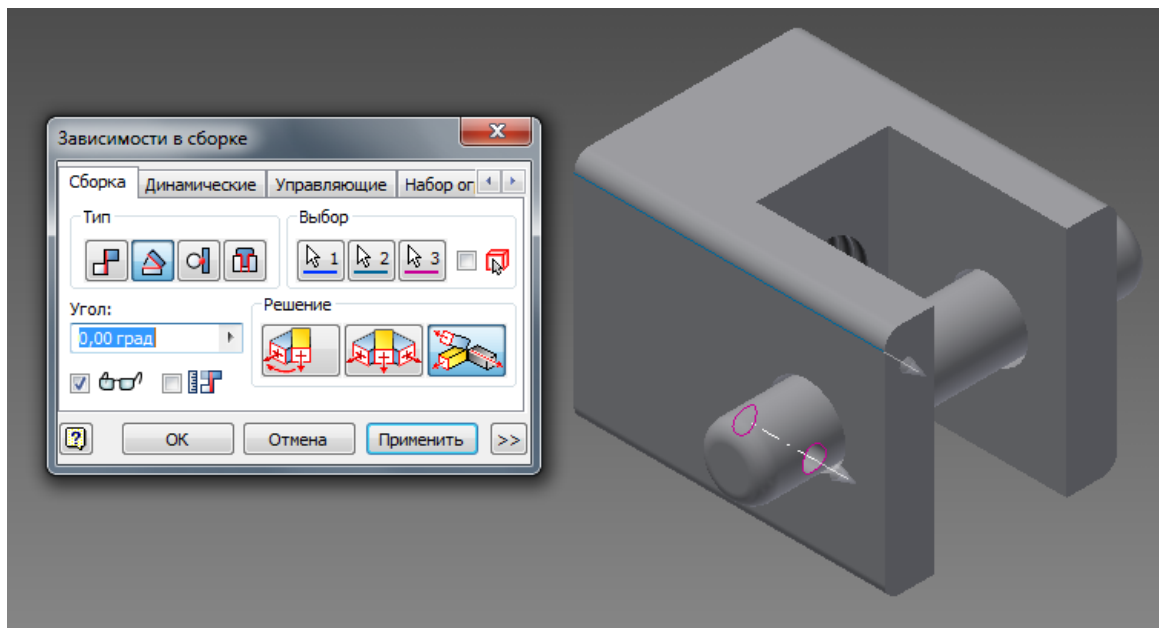 Зависимости в сборке
Сборка Динамические Управляющие Набор ог
Тип Выбор
1 2 3
Угол: Решение
0,00 град
ОК Отмена Применить >>